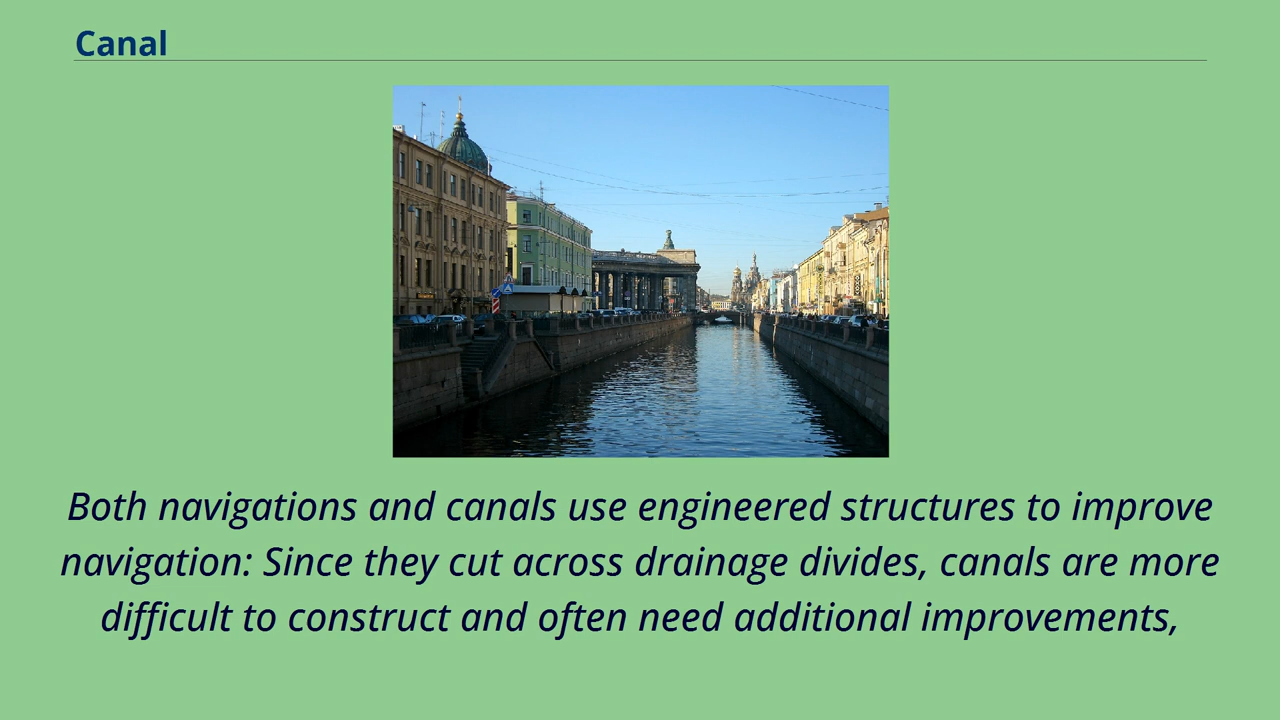 Canal
Both navigations and canals use engineered structures to improve
navigation: Since they cut across drainage divides, canals are more
difficult to construct and often need additional improvements,